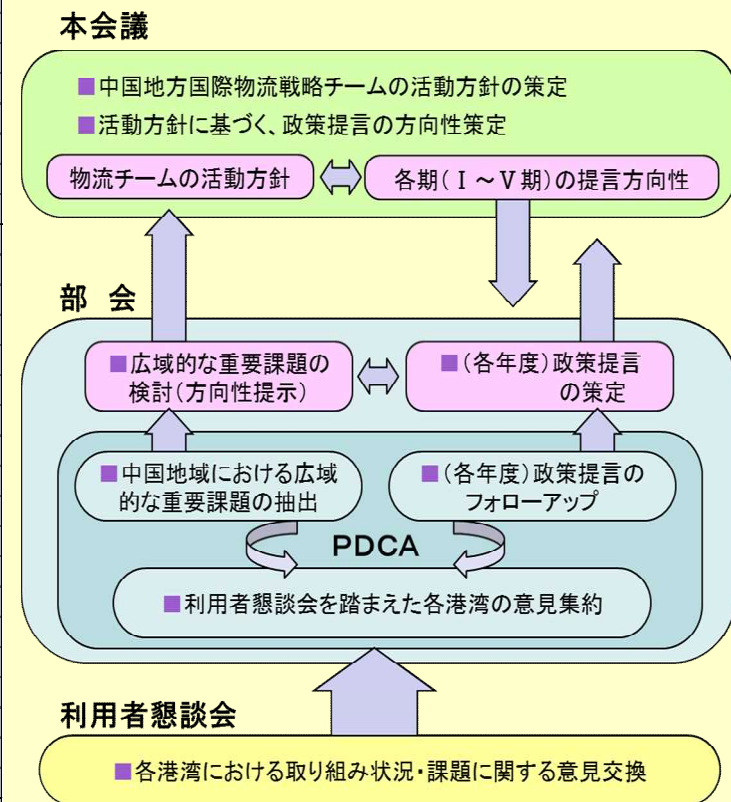 本会議
■中国地方国際物流戦略チームの活動方針の策定
■活動方針に基づく、政策提言の方向性策定
物流チームの活動方針
各期(Ⅰ～Ⅴ期)の提言方向性
部 会
■広域的な重要課題の
検討(方向性提示)
■(各年度)政策提言
の策定
■中国地域における広域
的な重要課題の抽出
■(各年度)政策提言の
フォローアップ
PDCA
■利用者懇談会を踏まえた各港湾の意見集約
利用者懇談会
■各港湾における取り組み状況・課題に関する意見交換